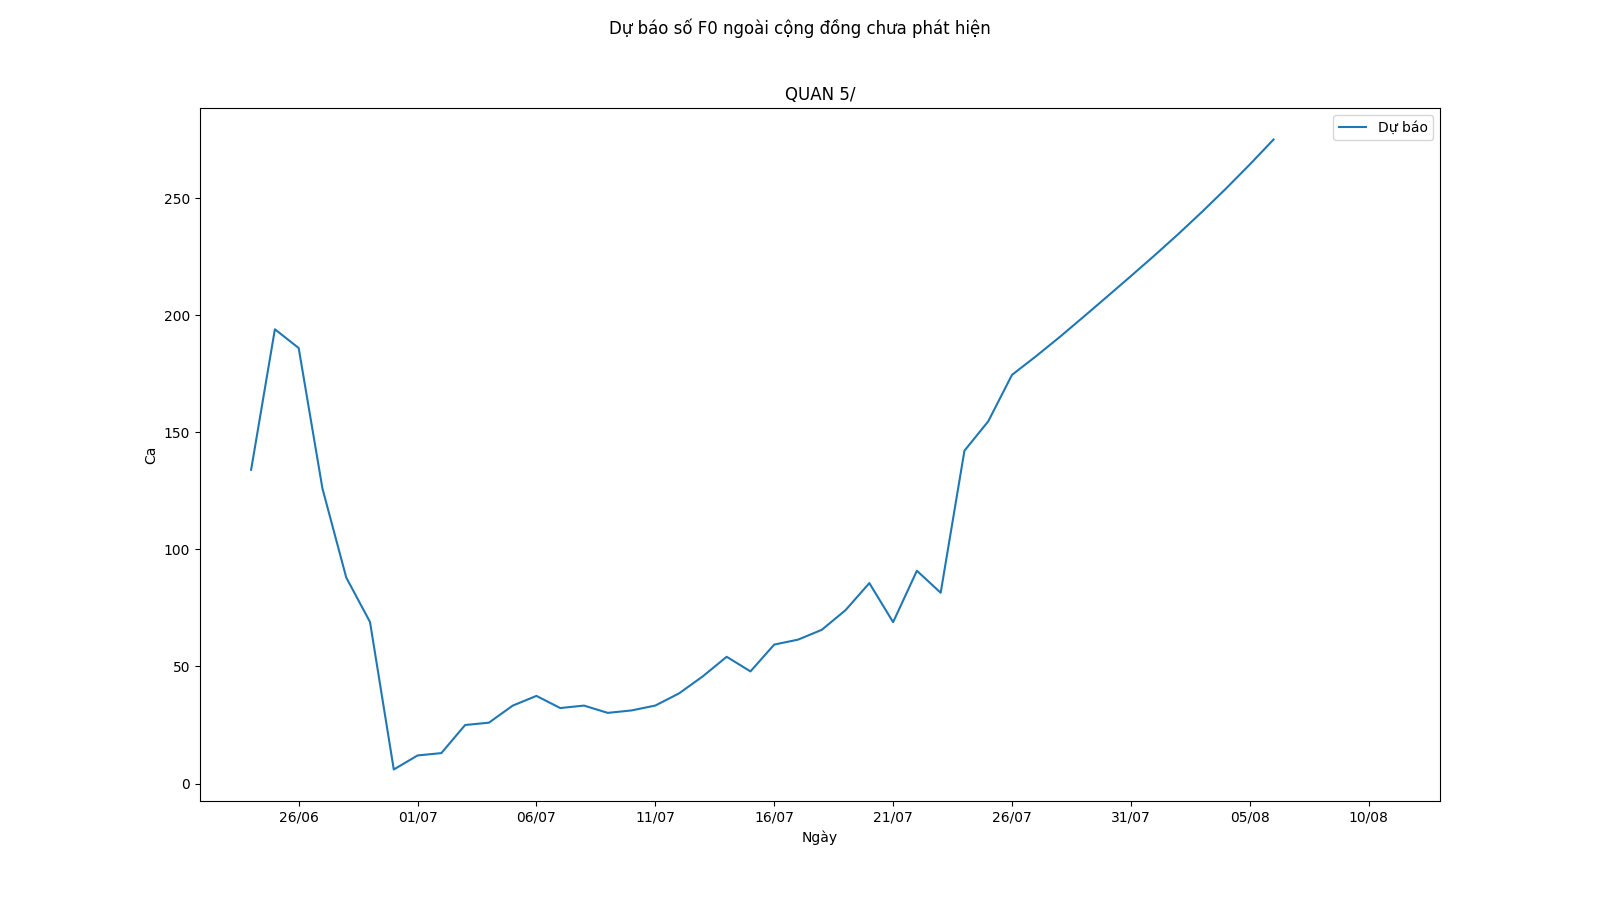 Dự báo số F0 ngoài cộng đồng chưa phát hiện
QUAN 5/
Dự báo
250
200
150
100
50
0
Ca
26/06 01/07 06/07 11/07 16/07 21/07 26/07 31/07 05/08 10/08
Ngày